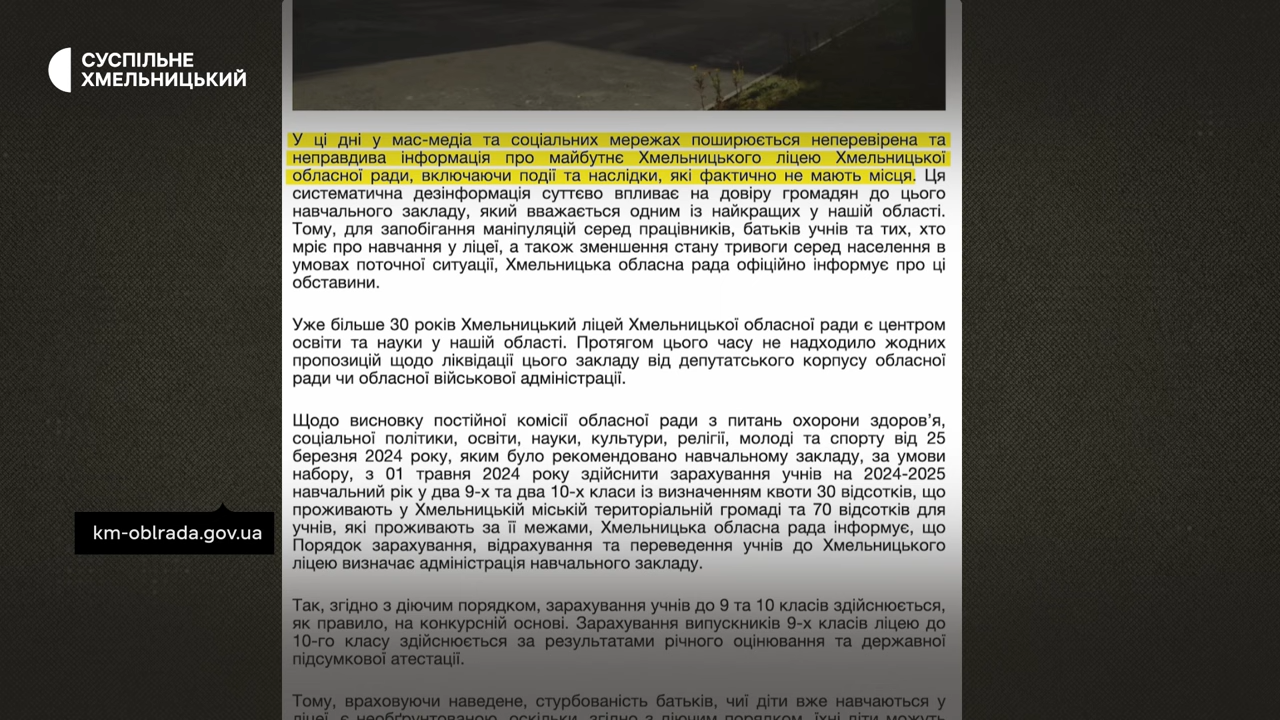 СУСПІЛЬНЕ
ХМЕЛЬНИЦЬКИЙ
У ці дні у мас-медіа та соціальних мережах поширюється неперевірена та
неправдива інформація про майбутнє Хмельницького ліцею Хмельницької
обласної ради, включаючи події та наслідки, які фактично не мають місця. Ця
систематична дезінформація суттєво впливає на довіру громадян до цього
навчального закладу, який вважається одним із найкращих у нашій області.
Тому, для запобігання маніпуляцій серед працівників, батьків учнів та тих, хто
мріє про навчання у ліцеї, а також зменшення стану тривоги серед населення в
умовах поточної ситуації, Хмельницька обласна рада офіційно інформує про ці
обставини.
Уже більше 30 років Хмельницький ліцей Хмельницької обласної ради є центром
освіти та науки у нашій області. Протягом цього часу не надходило жодних
пропозицій щодо ліквідації цього закладу від депутатського корпусу обласної
ради чи обласної військової адміністрації.
Щодо висновку постійної комісії обласної ради з питань охорони здоров’я,
соціальної політики, освіти, науки, культури, релігії, молоді та спорту від 25
березня 2024 року, яким було рекомендовано навчальному закладу, за умови
набору, з 01 травня 2024 року здійснити зарахування учнів на 2024-2025
навчальний рік у два 9-х та два 10-х класи із визначенням квоти 30 відсотків, що
проживають у Хмельницькій міській територіальній громаді та 70 відсотків для
учнів, які проживають за її межами, Хмельницька обласна рада інформує, що
Порядок зарахування, відрахування та переведення учнів до Хмельницького
ліцею визначає адміністрація навчального закладу.
km-oblrada.gov.ua
Так, згідно з діючим порядком, зарахування учнів до 9 та 10 класів здійснюється,
як правило, на конкурсній основі. Зарахування випускників 9-х класів ліцею до
10-го класу здійснюється за результатами річного оцінювання та державної
підсумкової атестації.
Тому, враховуючи наведене, стурбованість батьків, чиї діти вже навчаються у
ліцеї, є необґрунтованою, оскільки, згідно з діючим порядком, їхні діти можуть